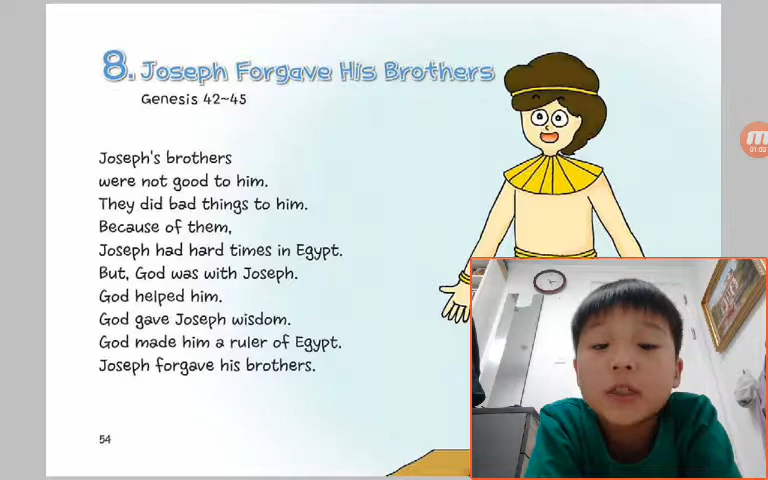 8. Joseph Forgave His Brothers
Genesis 42~45
Joseph's brothers
were not good to him.
They did bad things to him.
Because of them,
Joseph had hard times in Egypt.
But, God was with Joseph.
God helped him.
God gave Joseph wisdom.
God made him a ruler of Egypt.
Joseph forgave his brothers.
54